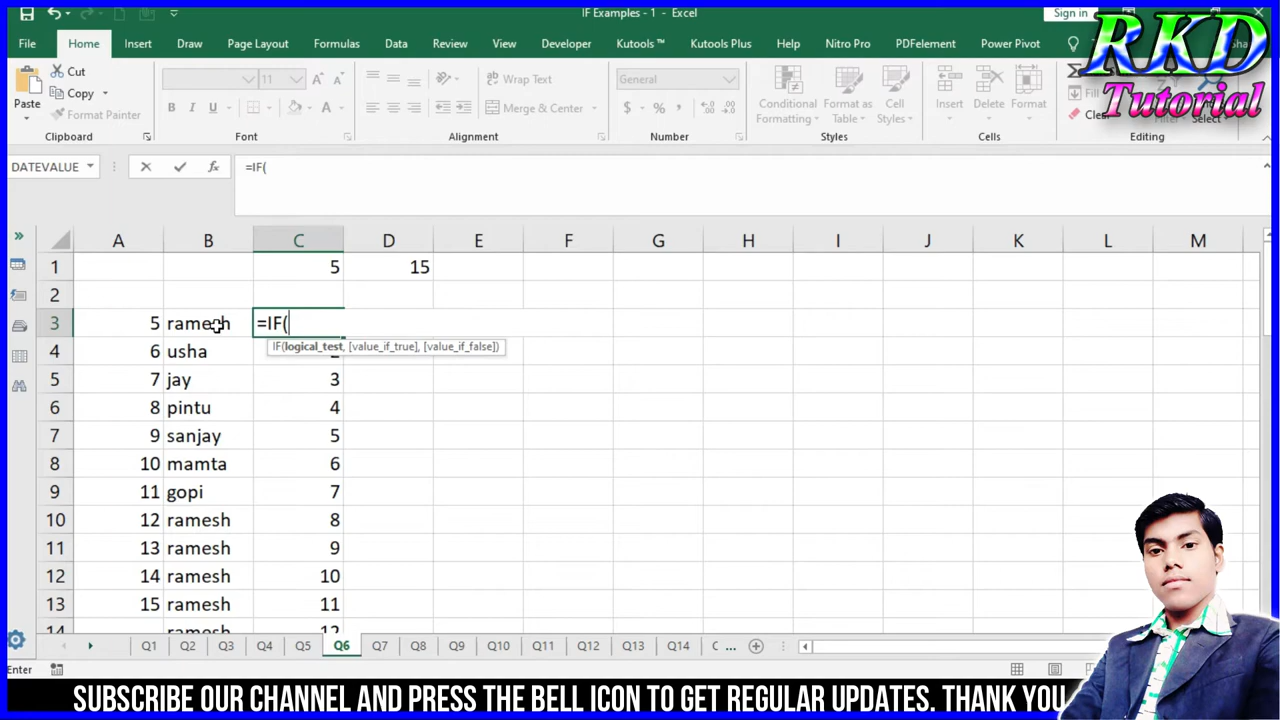 IF Examples - 1 - Excel
Sign in
RKD
Tutorial
File Home Insert Draw Page Layout Formulas Data Review View Developer Kutools ™ Kutools Plus Help Nitro Pro PDFelement Power Pivot
Cut
Copy
Format Painter
Paste
11
Wrap Text
Merge & Center
General
Conditional Formatting
Format as Table
Cell Styles
Insert
Delete
Format
Fill
Clear
Select
Clipboard Font Alignment Number Styles Cells Editing
DATEVALUE =IF(
A B C D E F G H I J K L M
1 5 15
2
3 5 ramesh =IF(
IF(logical_test, [value_if_true], [value_if_false])
4 6 usha
5 7 jay 3
6 8 pintu 4
7 9 sanjay 5
8 10 mamta 6
9 11 gopi 7
10 12 ramesh 8
11 13 ramesh 9
12 14 ramesh 10
13 15 ramesh 11
14 ramesh 12
Q1 Q2 Q3 Q4 Q5 Q6 Q7 Q8 Q9 Q10 Q11 Q12 Q13 Q14 ...
Enter
SUBSCRIBE OUR CHANNEL AND PRESS THE BELL ICON TO GET REGULAR UPDATES. THANK YOU